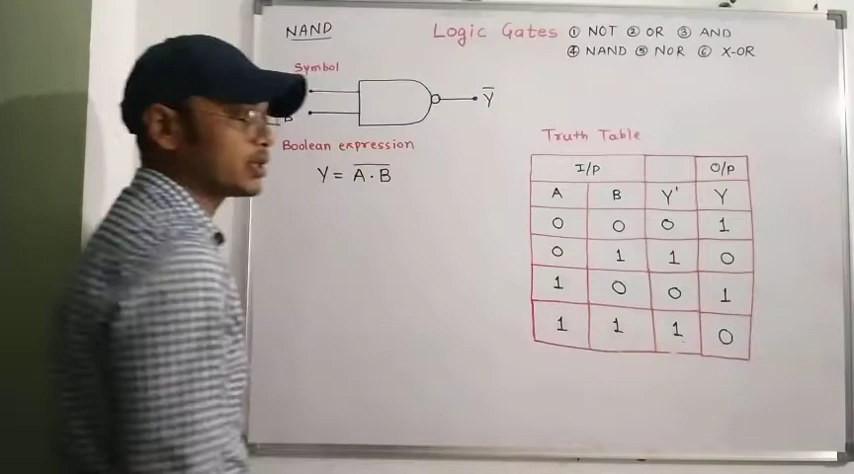 NAND
Logic Gates ① NOT ② OR ③ AND
④ NAND ⑤ NOR ⑥ X-OR
Symbol
B
Y̅
Boolean expression
Y = A̅ ̅·̅ ̅B̅
Truth Table
I/p O/p
A B Y' Y
0 0 0 1
0 1 1 0
1 0 0 1
1 1 1 0